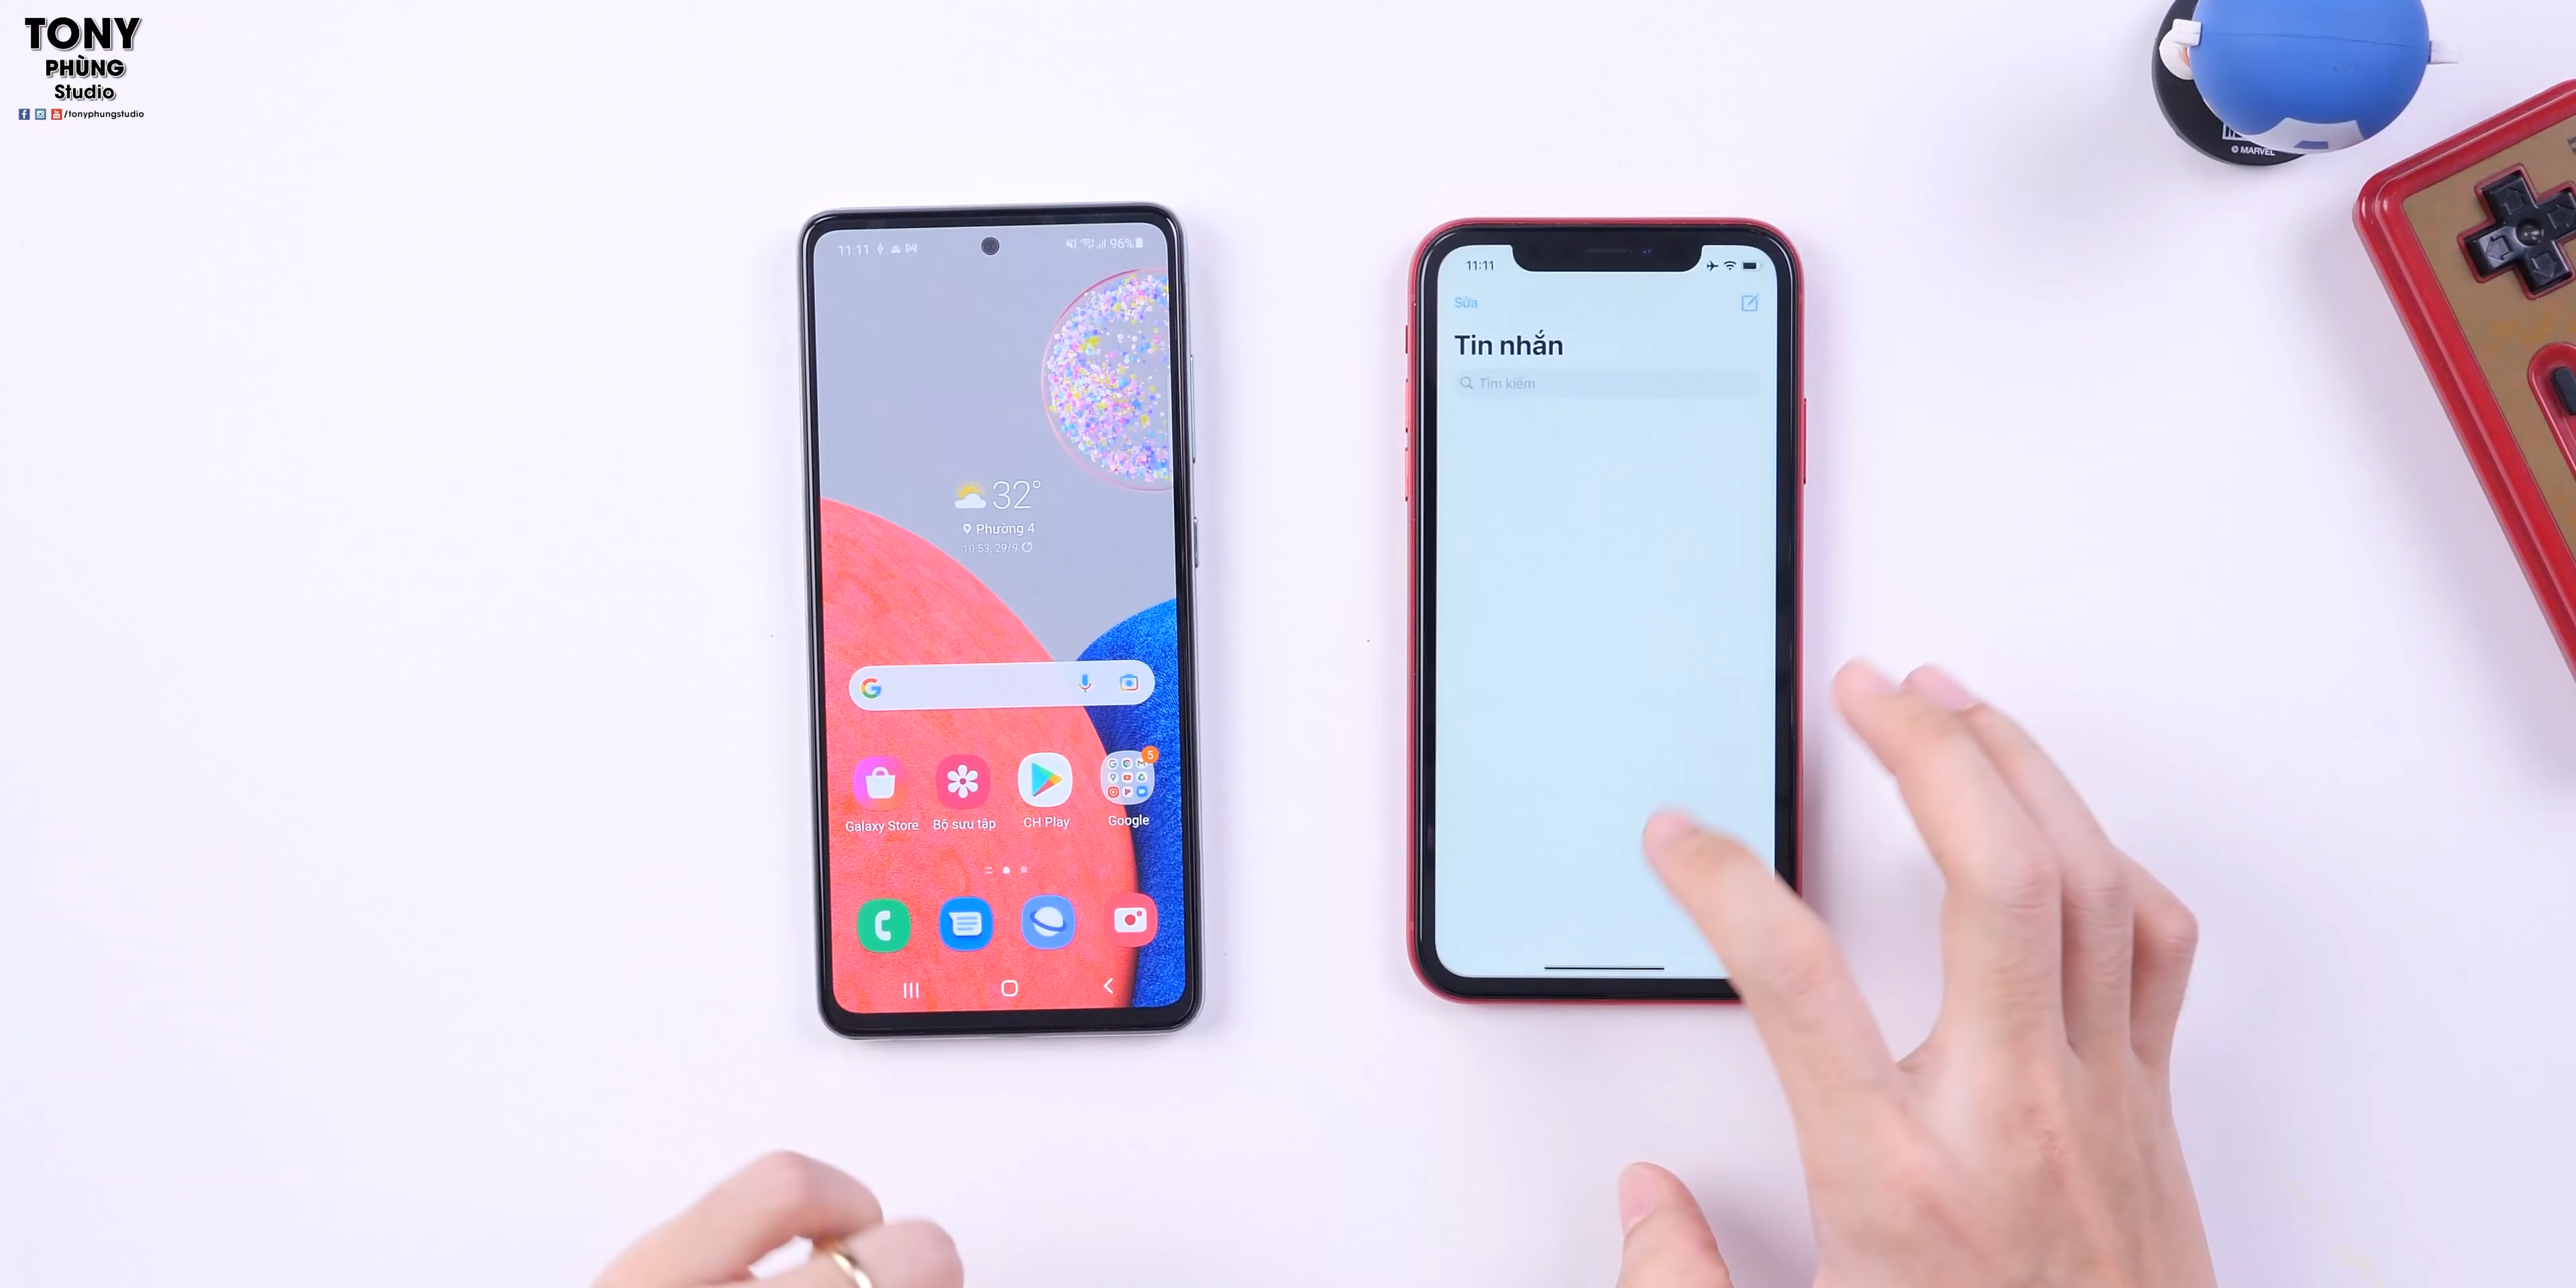 TONY
PHÙNG
Studio
/tonyphungstudio
© MARVEL
11:11
96%
32°
Phường 4
10:53, 29/9
Galaxy Store
Bộ sưu tập
CH Play
5
Google
11:11
Sửa
Tin nhắn
Tìm kiếm